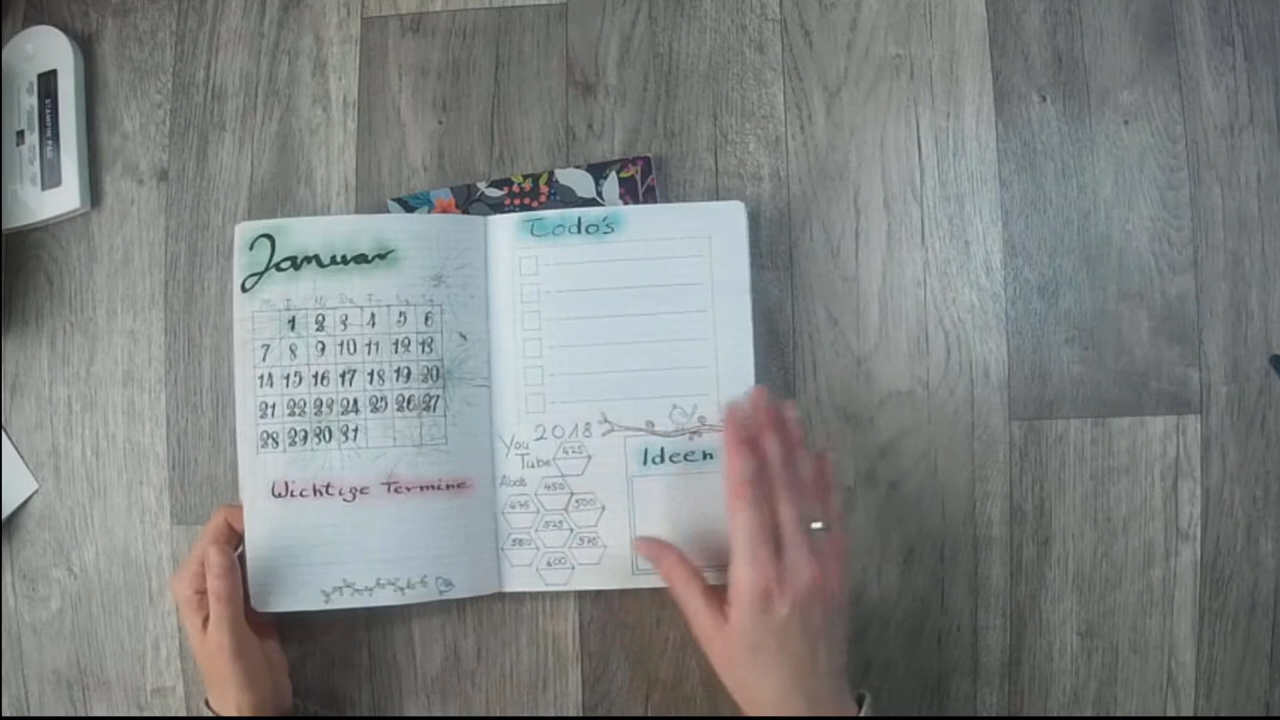 Januar
Mo Di Mi Do Fr Sa So
1 2 3 4 5 6
7 8 9 10 11 12 13
14 15 16 17 18 19 20
21 22 23 24 25 26 27
28 29 30 31
Wichtige Termine
Todo's
2018
You
Tube
Abos
425
450
475
500
525
550
575
600
Ideen
STAMPIN' PAD